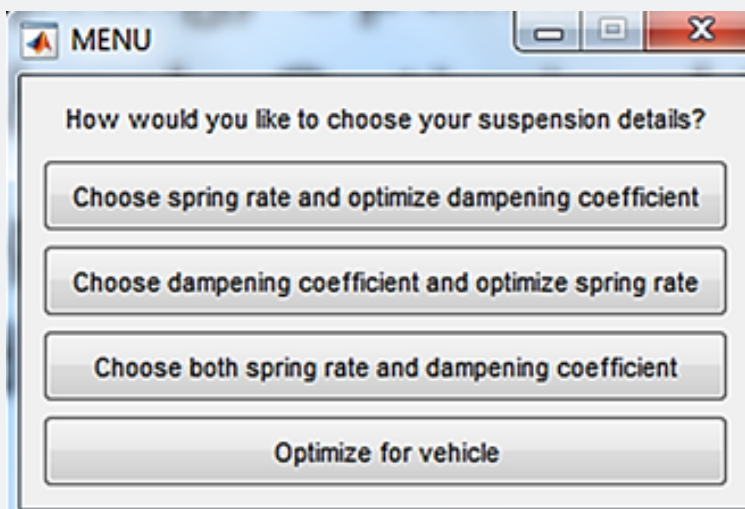 MENU
How would you like to choose your suspension details?
Choose spring rate and optimize dampening coefficient
Choose dampening coefficient and optimize spring rate
Choose both spring rate and dampening coefficient
Optimize for vehicle